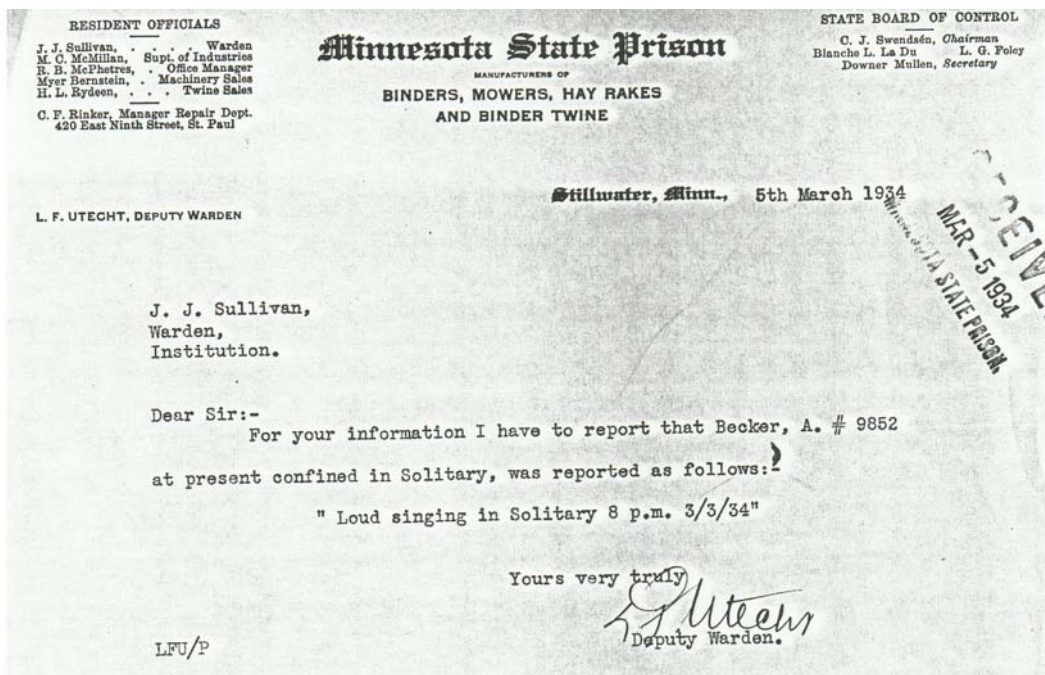 RESIDENT OFFICIALS
J. J. Sullivan, . . . . Warden
M. C. McMillan, Supt. of Industries
R. B. McPhetres, . Office Manager
Myer Bernstein, . Machinery Sales
H. L. Rydeen, . . . Twine Sales
C. F. Rinker, Manager Repair Dept.
420 East Ninth Street, St. Paul
Minnesota State Prison
MANUFACTURERS OF
BINDERS, MOWERS, HAY RAKES
AND BINDER TWINE
STATE BOARD OF CONTROL
C. J. Swendsén, Chairman
Blanche L. La Du L. G. Foley
Downer Mullen, Secretary
Stillwater, Minn., 5th March 1934
L. F. UTECHT, DEPUTY WARDEN
CEIVE
MAR - 5 1934
MINNESOTA STATE PRISON.
J. J. Sullivan,
Warden,
Institution.
Dear Sir:-
For your information I have to report that Becker, A. # 9852
at present confined in Solitary, was reported as follows:-
" Loud singing in Solitary 8 p.m. 3/3/34"
Yours very truly
LF Utecht
Deputy Warden.
LFU/P